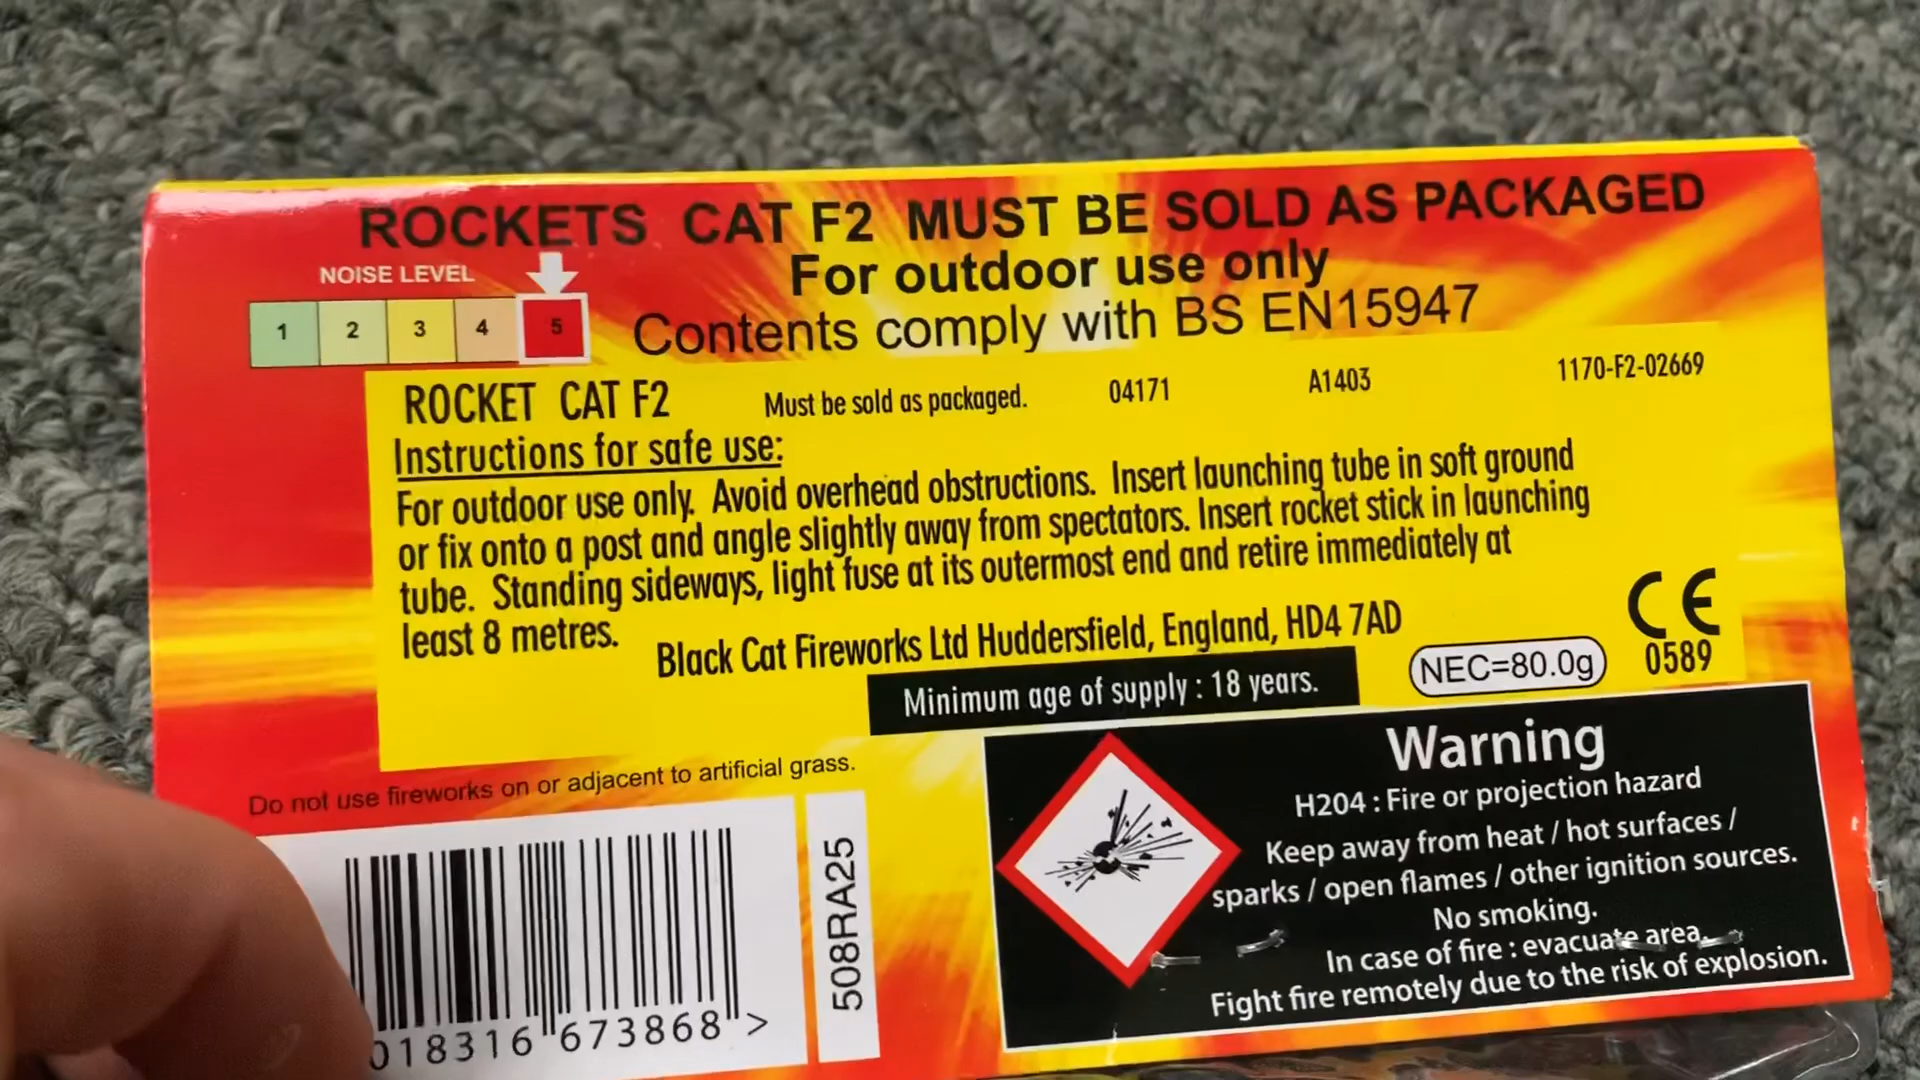 ROCKETS CAT F2 MUST BE SOLD AS PACKAGED
For outdoor use only
Contents comply with BS EN15947
NOISE LEVEL
1 2 3 4 5
ROCKET CAT F2 Must be sold as packaged. 04171 A1403 1170-F2-02669
Instructions for safe use:
For outdoor use only. Avoid overhead obstructions. Insert launching tube in soft ground
or fix onto a post and angle slightly away from spectators. Insert rocket stick in launching
tube. Standing sideways, light fuse at its outermost end and retire immediately at
least 8 metres.
Black Cat Fireworks Ltd Huddersfield, England, HD4 7AD
Minimum age of supply : 18 years.
NEC=80.0g
CE
0589
Do not use fireworks on or adjacent to artificial grass.
018316 673868 >
508RA25
Warning
H204 : Fire or projection hazard
Keep away from heat / hot surfaces /
sparks / open flames / other ignition sources.
No smoking.
In case of fire : evacuate area.
Fight fire remotely due to the risk of explosion.